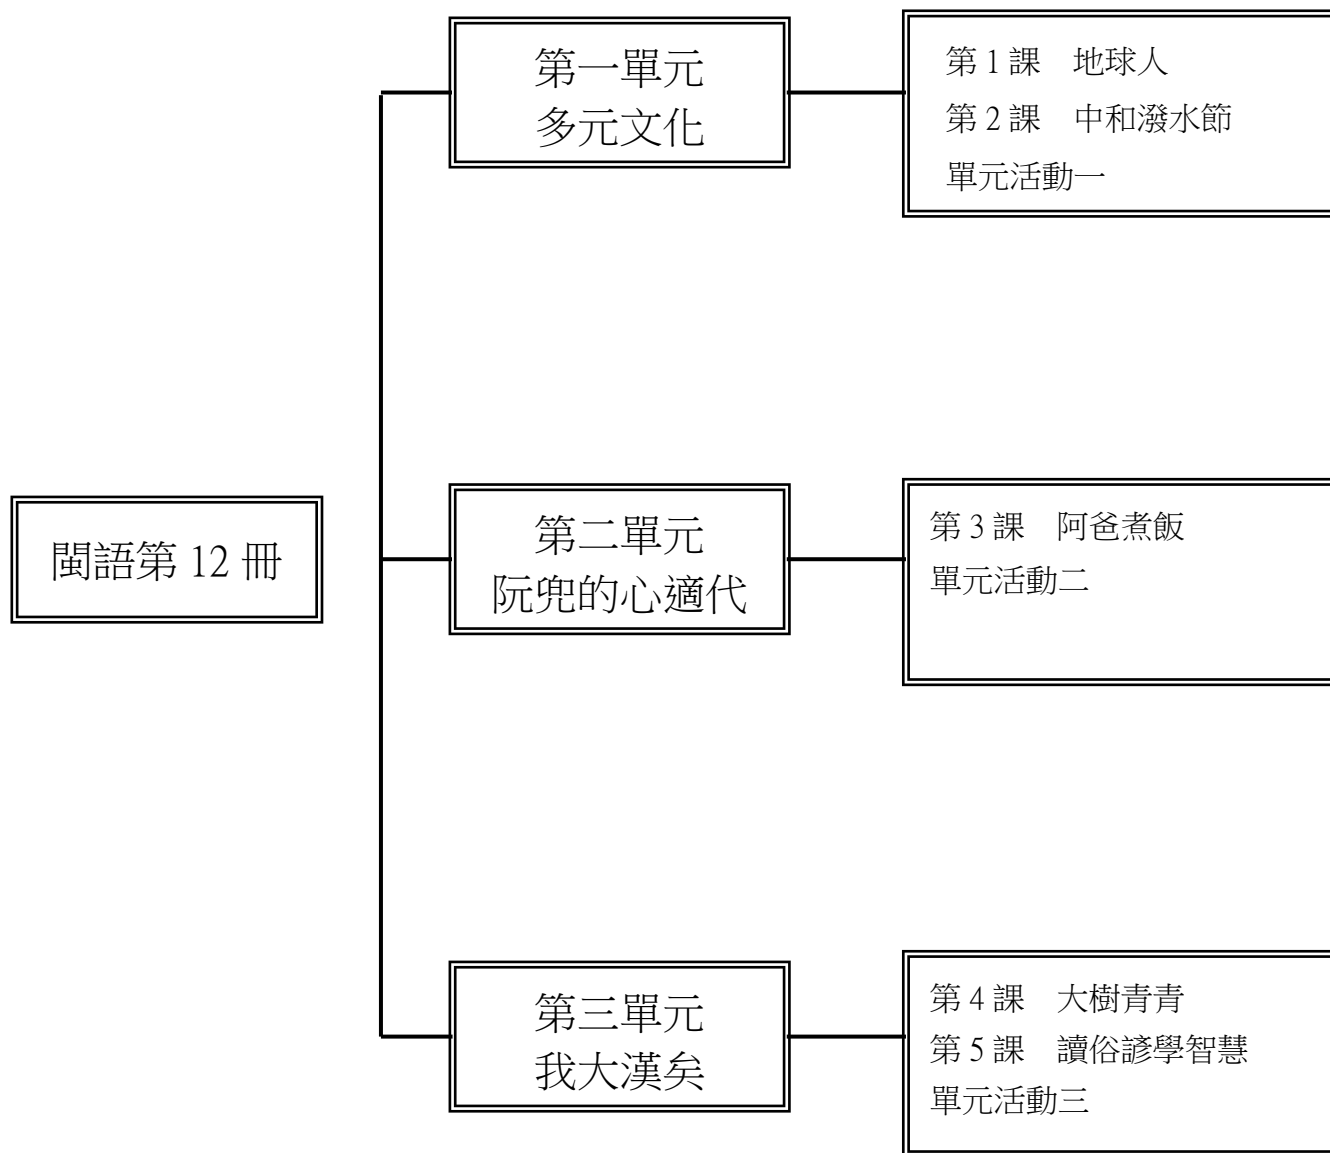 閩語第 12 冊
第一單元
多元文化
第 1 課　地球人
第 2 課　中和潑水節
單元活動一
第二單元
阮兜的心適代
第 3 課　阿爸煮飯
單元活動二
第三單元
我大漢矣
第 4 課　大樹青青
第 5 課　讀俗諺學智慧
單元活動三